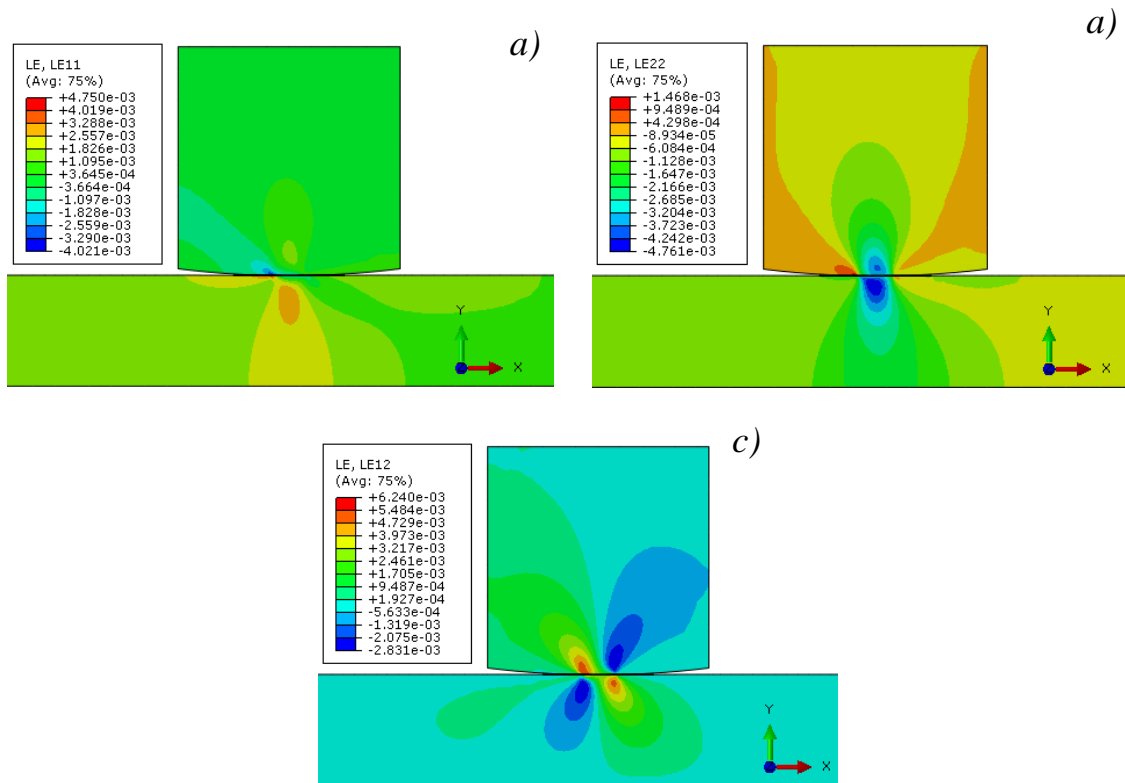 a)
LE, LE11
(Avg: 75%)
+4.750e-03
+4.019e-03
+3.288e-03
+2.557e-03
+1.826e-03
+1.095e-03
+3.645e-04
-3.664e-04
-1.097e-03
-1.828e-03
-2.559e-03
-3.290e-03
-4.021e-03
Y
X
a)
LE, LE22
(Avg: 75%)
+1.468e-03
+9.489e-04
+4.298e-04
-8.934e-05
-6.084e-04
-1.128e-03
-1.647e-03
-2.166e-03
-2.685e-03
-3.204e-03
-3.723e-03
-4.242e-03
-4.761e-03
Y
X
c)
LE, LE12
(Avg: 75%)
+6.240e-03
+5.484e-03
+4.729e-03
+3.973e-03
+3.217e-03
+2.461e-03
+1.705e-03
+9.487e-04
+1.927e-04
-5.633e-04
-1.319e-03
-2.075e-03
-2.831e-03
Y
X